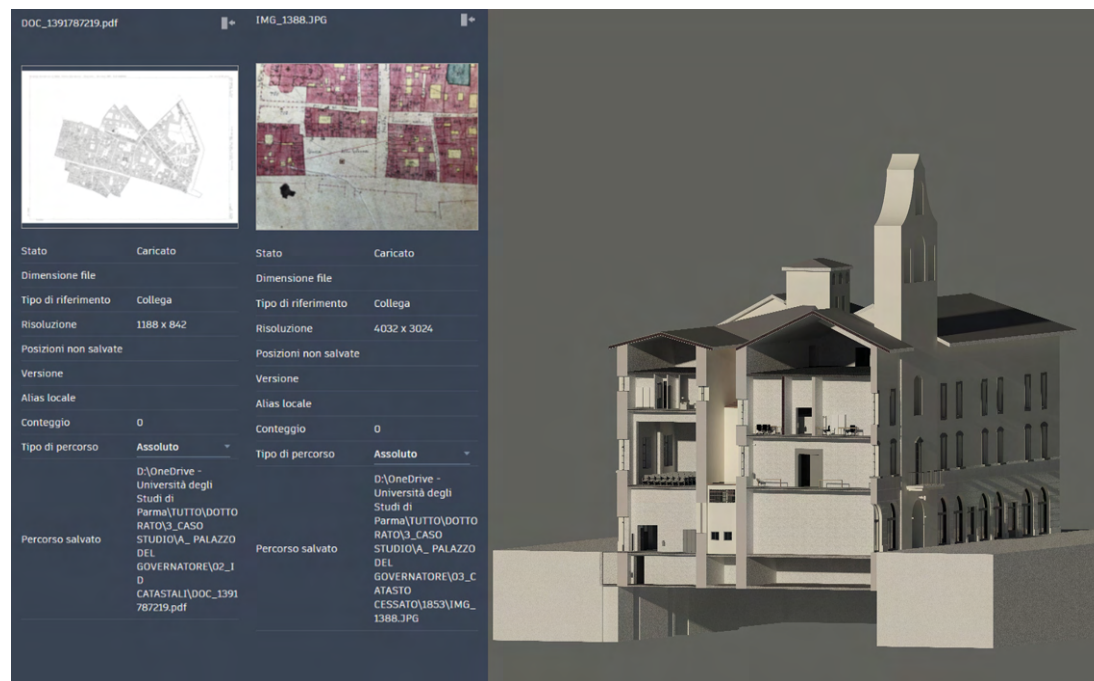 DOC_1391787219.pdf
Stato Caricato
Dimensione file
Tipo di riferimento Collega
Risoluzione 1188 x 842
Posizioni non salvate
Versione
Alias locale
Conteggio 0
Tipo di percorso Assoluto
Percorso salvato
D:\OneDrive -
Università degli
Studi di
Parma\TUTTO\DOTTO
RATO\3_CASO
STUDIO\A_ PALAZZO
DEL
GOVERNATORE\02_I
D
CATASTALI\DOC_1391
787219.pdf
IMG_1388.JPG
Stato Caricato
Dimensione file
Tipo di riferimento Collega
Risoluzione 4032 x 3024
Posizioni non salvate
Versione
Alias locale
Conteggio 0
Tipo di percorso Assoluto
Percorso salvato
D:\OneDrive -
Università degli
Studi di
Parma\TUTTO\DOTTO
RATO\3_CASO
STUDIO\A_ PALAZZO
DEL
GOVERNATORE\03_C
ATASTO
CESSATO\1853\IMG_
1388.JPG